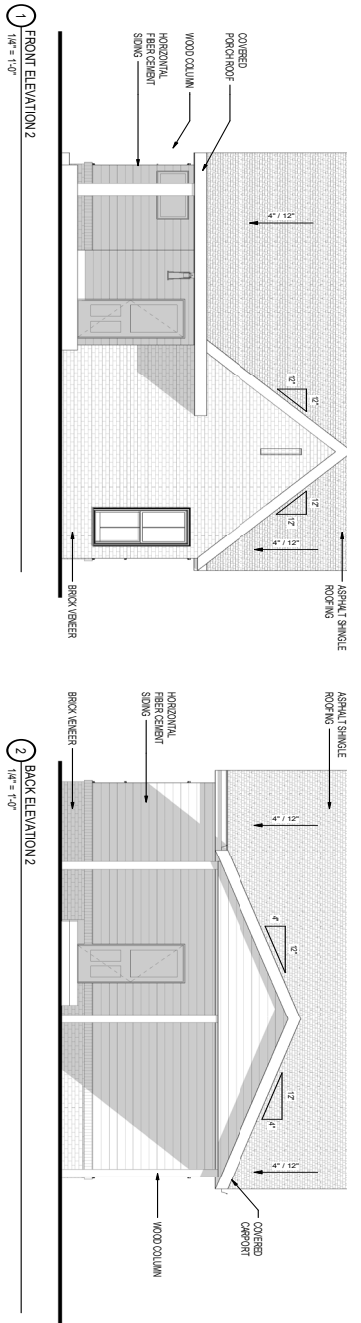 COVERED
PORCH ROOF
WOOD COLUMN
HORIZONTAL
FIBER CEMENT
SIDING
4" / 12"
12"
12"
12"
12"
4" / 12"
ASPHALT SHINGLE
ROOFING
BRICK VENEER
1
FRONT ELEVATION 2
1/4" = 1'-0"
ASPHALT SHINGLE
ROOFING
HORIZONTAL
FIBER CEMENT
SIDING
BRICK VENEER
4" / 12"
4"
12"
12"
4"
4" / 12"
COVERED
CARPORT
WOOD COLUMN
2
BACK ELEVATION 2
1/4" = 1'-0"